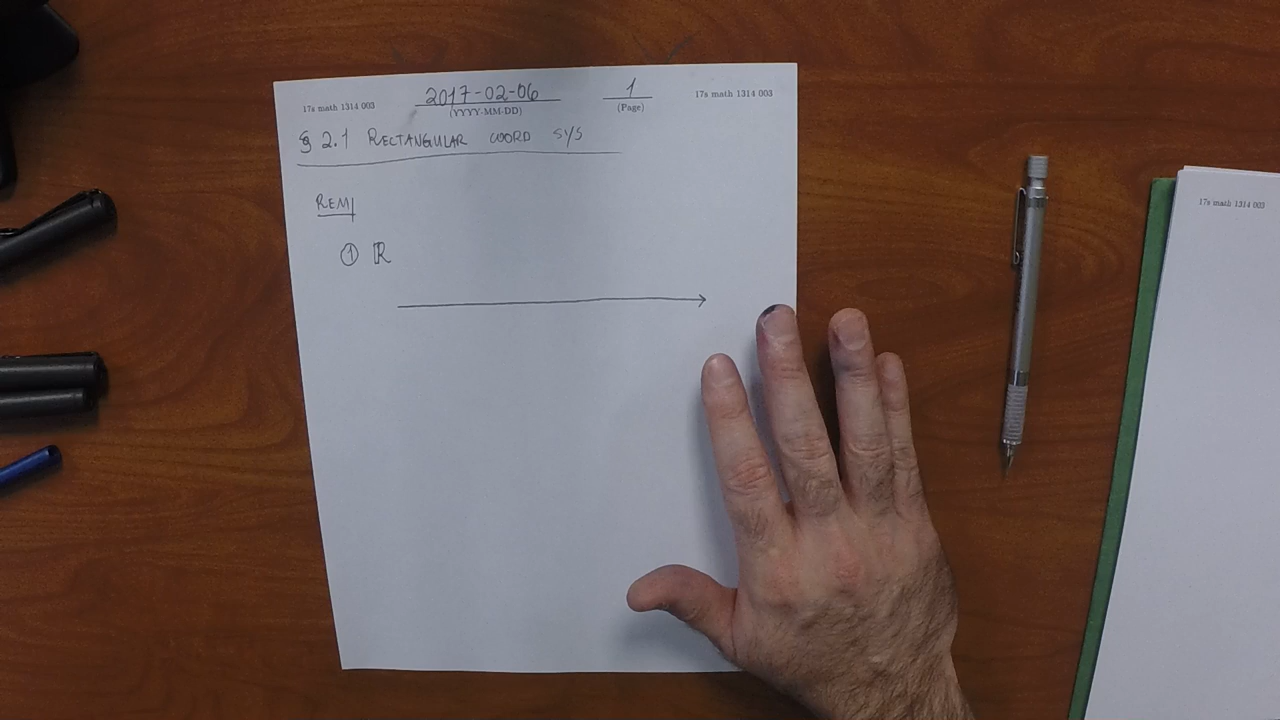 17s math 1314 003 2017-02-06 1 17s math 1314 003
(YYYY-MM-DD) (Page)
§ 2.1 RECTANGULAR COORD SYS
REM
① ℝ
17s math 1314 003